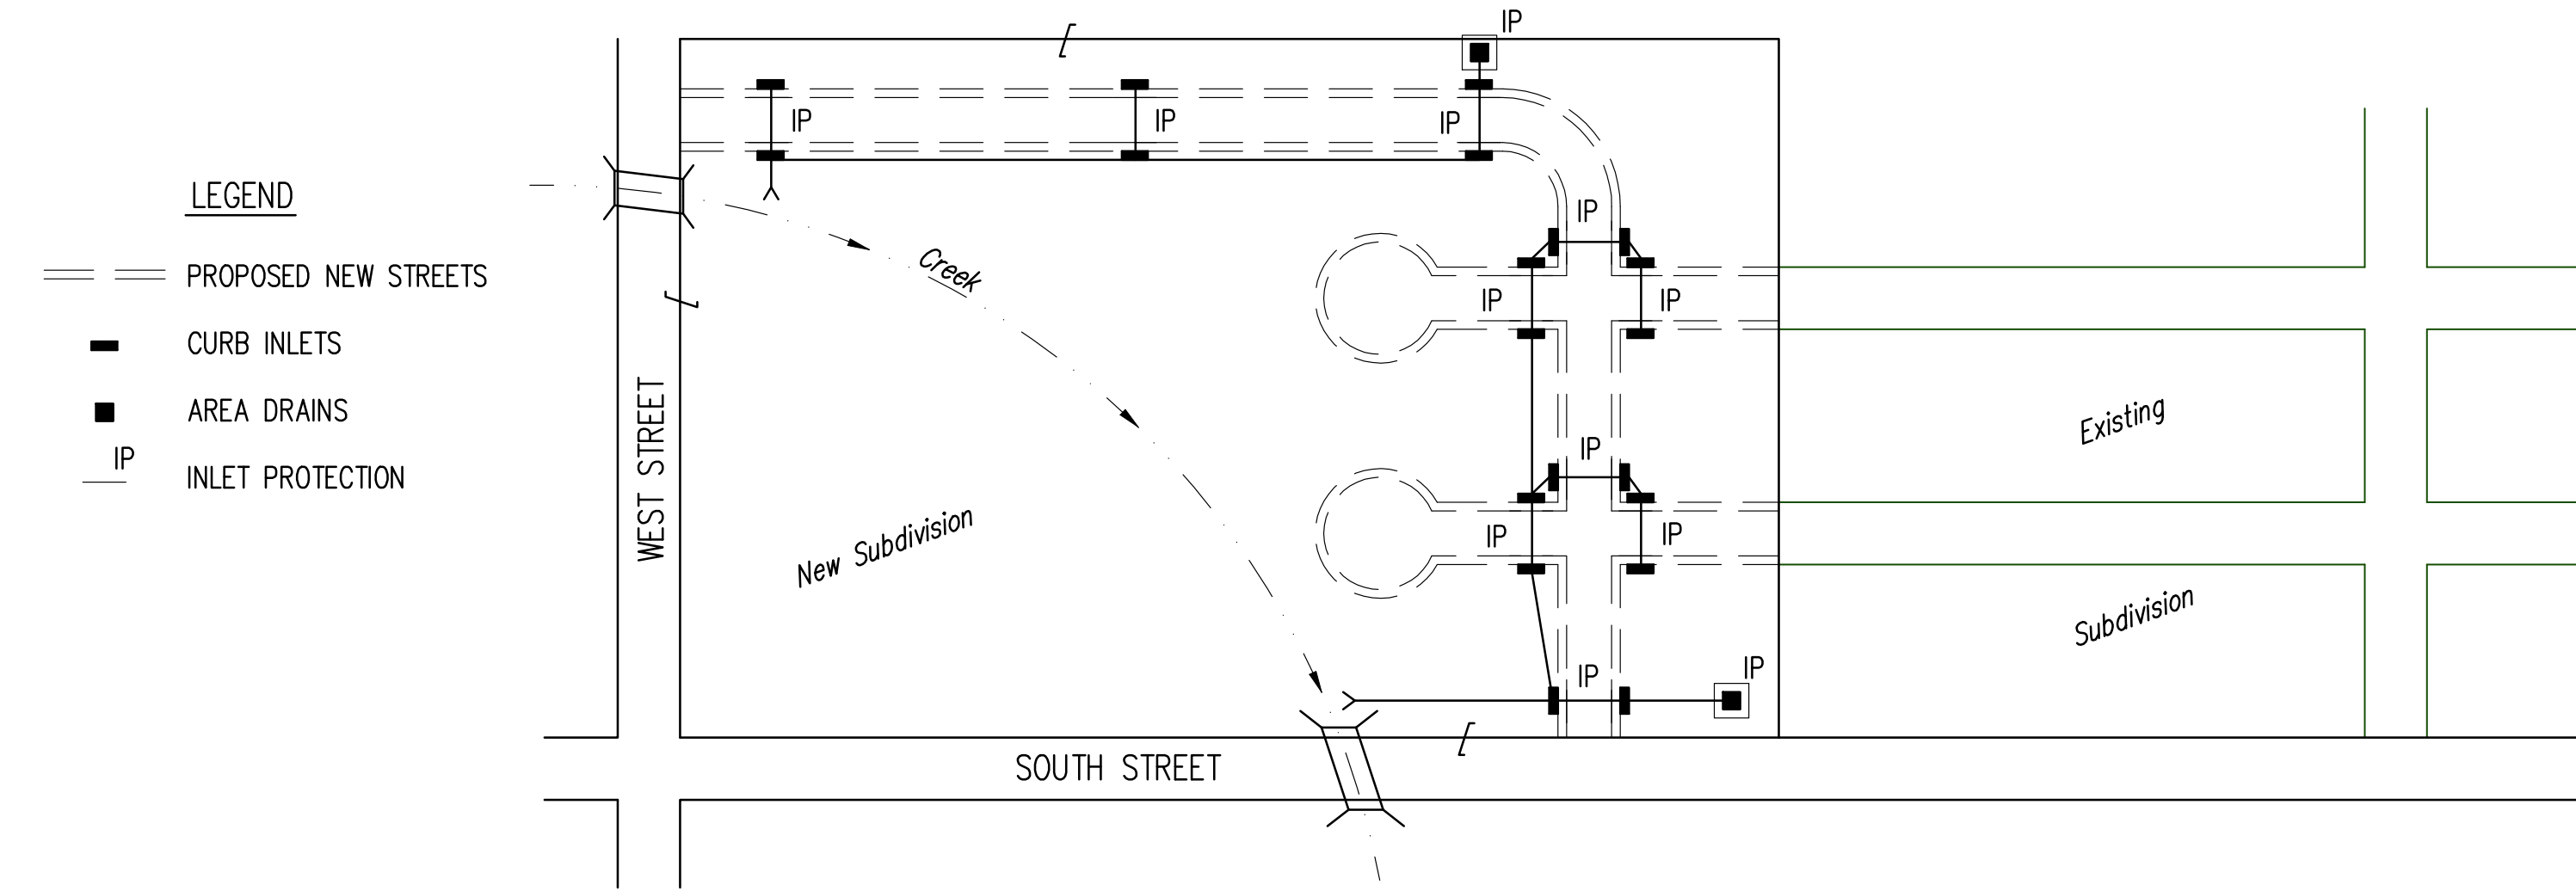 LEGEND
PROPOSED NEW STREETS
CURB INLETS
AREA DRAINS
IP
INLET PROTECTION
IP
IP
IP
IP
IP
Creek
IP
IP
WEST STREET
Existing
IP
New Subdivision
IP
IP
Subdivision
IP
IP
SOUTH STREET